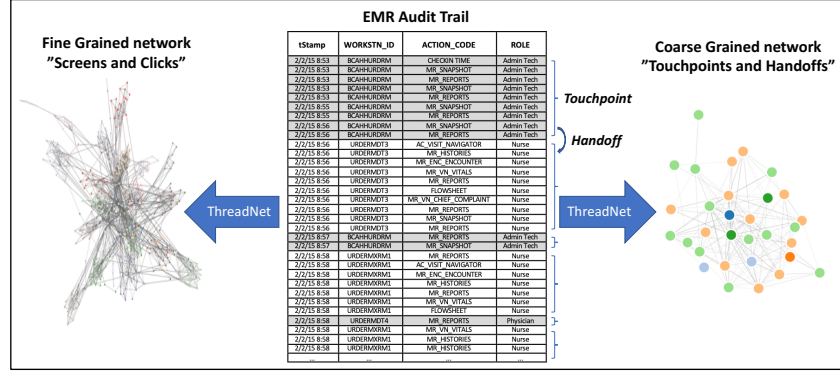 EMR Audit Trail
Fine Grained network
"Screens and Clicks"
tStamp WORKSTN_ID ACTION_CODE ROLE
2/2/15 8:53 BCAHHURDRM CHECKIN TIME Admin Tech
2/2/15 8:53 BCAHHURDRM MR_SNAPSHOT Admin Tech
2/2/15 8:53 BCAHHURDRM MR_REPORTS Admin Tech
2/2/15 8:53 BCAHHURDRM MR_SNAPSHOT Admin Tech
2/2/15 8:53 BCAHHURDRM MR_REPORTS Admin Tech
2/2/15 8:55 BCAHHURDRM MR_SNAPSHOT Admin Tech
2/2/15 8:55 BCAHHURDRM MR_REPORTS Admin Tech
2/2/15 8:56 BCAHHURDRM MR_SNAPSHOT Admin Tech
2/2/15 8:56 BCAHHURDRM MR_REPORTS Admin Tech
2/2/15 8:56 URDERMDT3 AC_VISIT_NAVIGATOR Nurse
2/2/15 8:56 URDERMDT3 MR_HISTORIES Nurse
2/2/15 8:56 URDERMDT3 MR_ENC_ENCOUNTER Nurse
2/2/15 8:56 URDERMDT3 MR_VN_VITALS Nurse
2/2/15 8:56 URDERMDT3 MR_REPORTS Nurse
2/2/15 8:56 URDERMDT3 FLOWSHEET Nurse
2/2/15 8:56 URDERMDT3 MR_VN_CHIEF_COMPLAINT Nurse
2/2/15 8:56 URDERMDT3 MR_REPORTS Nurse
2/2/15 8:56 URDERMDT3 MR_SNAPSHOT Nurse
2/2/15 8:56 URDERMDT3 MR_REPORTS Nurse
2/2/15 8:57 BCAHHURDRM MR_REPORTS Admin Tech
2/2/15 8:57 BCAHHURDRM MR_SNAPSHOT Admin Tech
2/2/15 8:58 URDERMXRM1 MR_REPORTS Nurse
2/2/15 8:58 URDERMXRM1 AC_VISIT_NAVIGATOR Nurse
2/2/15 8:58 URDERMXRM1 MR_ENC_ENCOUNTER Nurse
2/2/15 8:58 URDERMXRM1 MR_HISTORIES Nurse
2/2/15 8:58 URDERMXRM1 MR_REPORTS Nurse
2/2/15 8:58 URDERMXRM1 MR_VN_VITALS Nurse
2/2/15 8:58 URDERMXRM1 FLOWSHEET Nurse
2/2/15 8:58 URDERMDT4 MR_REPORTS Physician
2/2/15 8:58 URDERMXRM1 MR_VN_VITALS Nurse
2/2/15 8:58 URDERMXRM1 MR_HISTORIES Nurse
2/2/15 8:58 URDERMXRM1 MR_HISTORIES Nurse
... ... ... ...
Touchpoint
Handoff
ThreadNet
ThreadNet
Coarse Grained network
"Touchpoints and Handoffs"